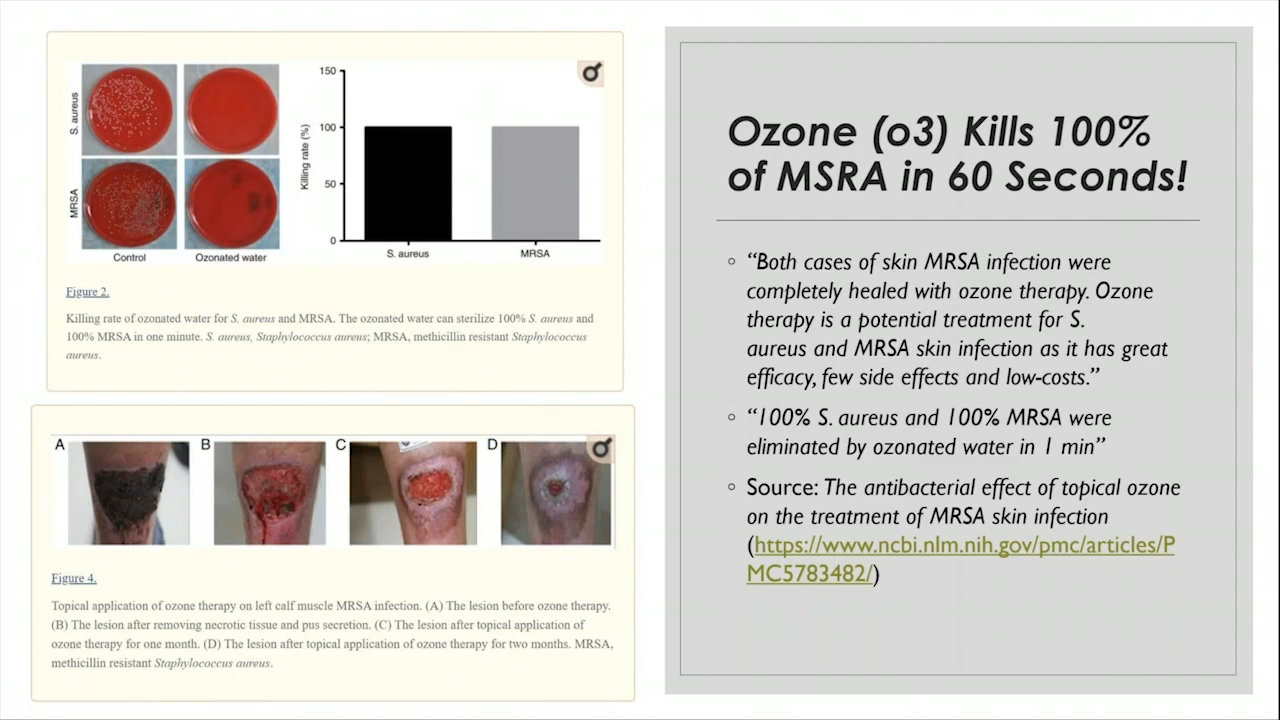 S. aureus
MRSA
Control
Ozonated water
Killing rate (%)
150
100
50
0
S. aureus
MRSA
Figure 2.
Killing rate of ozonated water for S. aureus and MRSA. The ozonated water can sterilize 100% S. aureus and
100% MRSA in one minute. S. aureus, Staphylococcus aureus; MRSA, methicillin resistant Staphylococcus
aureus.
A
B
C
D
Figure 4.
Topical application of ozone therapy on left calf muscle MRSA infection. (A) The lesion before ozone therapy.
(B) The lesion after removing necrotic tissue and pus secretion. (C) The lesion after topical application of
ozone therapy for one month. (D) The lesion after topical application of ozone therapy for two months. MRSA,
methicillin resistant Staphylococcus aureus.
Ozone (o3) Kills 100%
of MSRA in 60 Seconds!
“Both cases of skin MRSA infection were
completely healed with ozone therapy. Ozone
therapy is a potential treatment for S.
aureus and MRSA skin infection as it has great
efficacy, few side effects and low-costs.”
“100% S. aureus and 100% MRSA were
eliminated by ozonated water in 1 min”
Source: The antibacterial effect of topical ozone
on the treatment of MRSA skin infection
(https://www.ncbi.nlm.nih.gov/pmc/articles/P
MC5783482/)